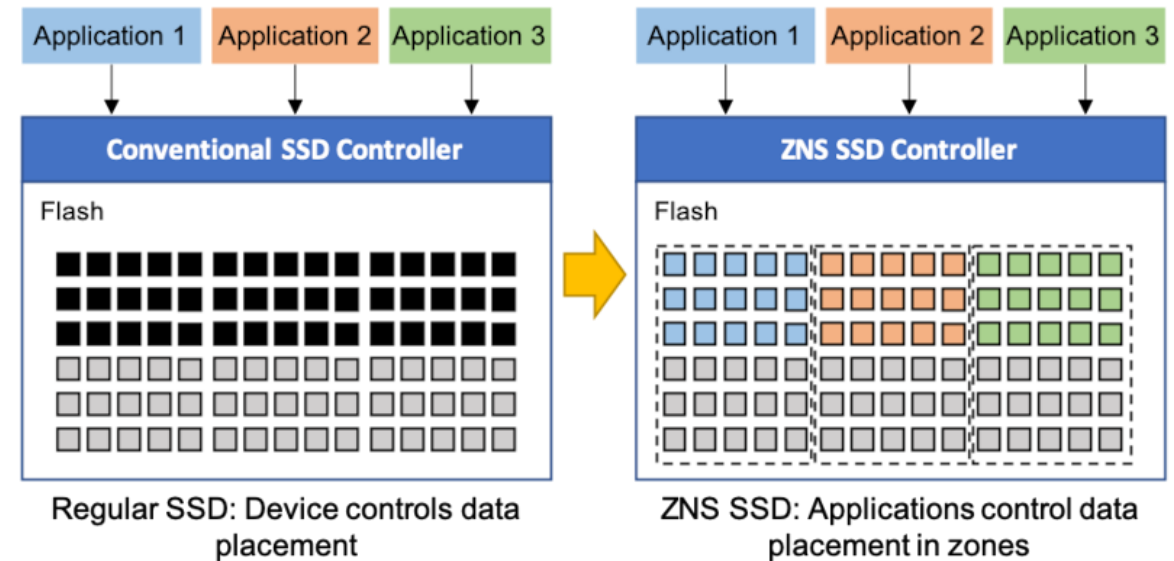 Application 1
Application 2
Application 3
Conventional SSD Controller
Flash
Regular SSD: Device controls data
placement
Application 1
Application 2
Application 3
ZNS SSD Controller
Flash
ZNS SSD: Applications control data
placement in zones